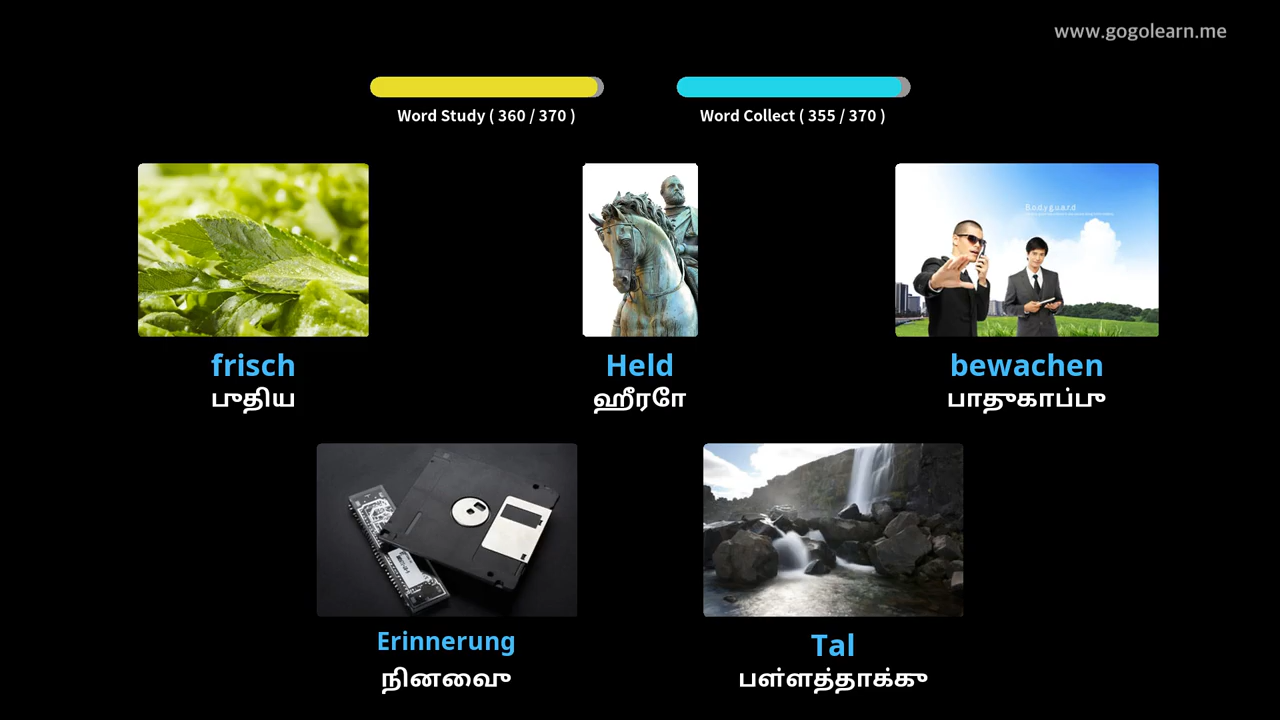 www.gogolearn.me
Word Study ( 360 / 370 )
Word Collect ( 355 / 370 )
Bodyguard
frisch
புதிய
Held
ஹீரோ
bewachen
பாதுகாப்பு
Erinnerung
நினைவு
Tal
பள்ளத்தாக்கு